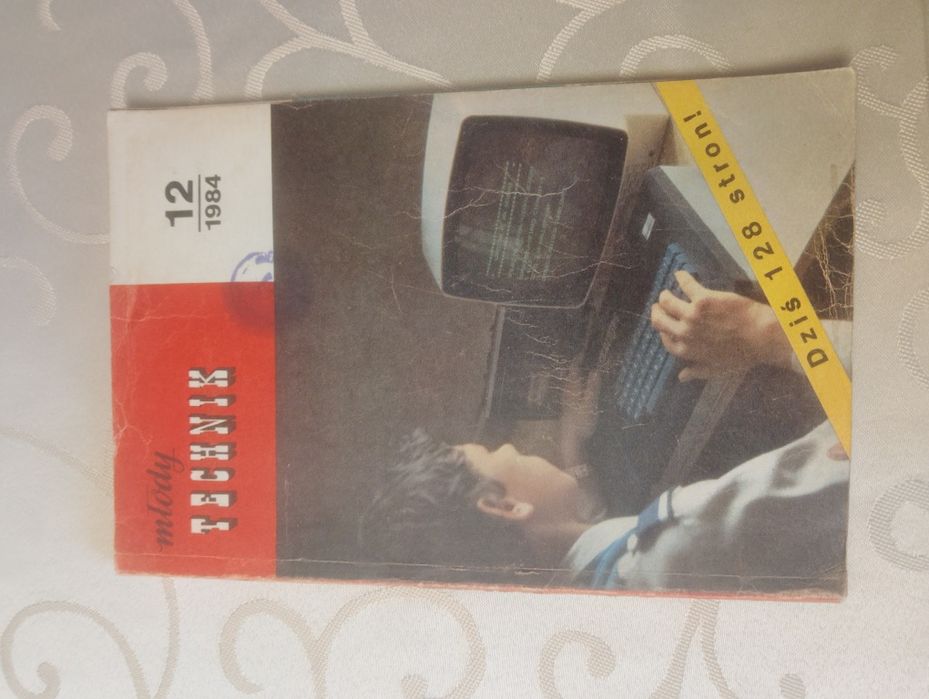 młody
TECHNIK
12
1984
Dziś 128 stron!